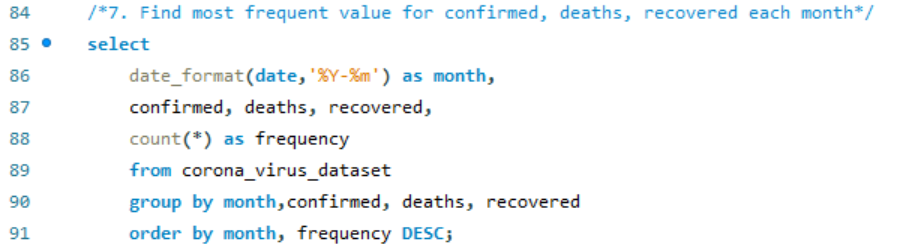 84 /*7. Find most frequent value for confirmed, deaths, recovered each month*/
85 select
86 date_format(date,'%Y-%m') as month,
87 confirmed, deaths, recovered,
88 count(*) as frequency
89 from corona_virus_dataset
90 group by month,confirmed, deaths, recovered
91 order by month, frequency DESC;